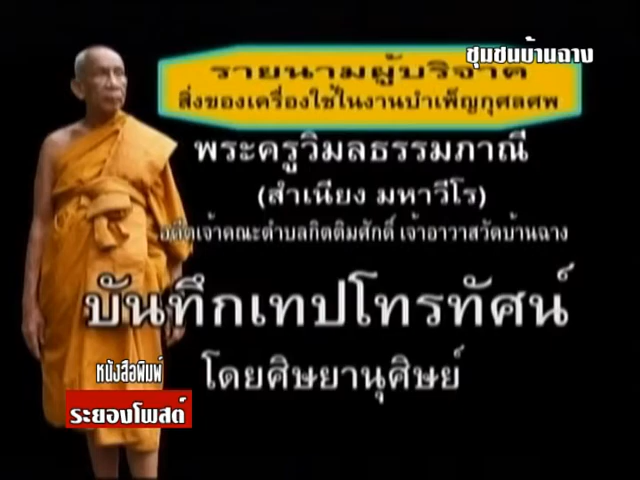 ชุมชนบ้านฉาง
รายนามผู้บริจาค
สิ่งของเครื่องใช้ในงานบำเพ็ญกุศลศพ
พระครูวิมลธรรมภาณี
(สำเนียง มหาวีโร)
อดีตเจ้าคณะตำบลกิตติมศักดิ์ เจ้าอาวาสวัดบ้านฉาง
บันทึกเทปโทรทัศน์
โดยศิษยานุศิษย์
หนังสือพิมพ์
ระยองโพสต์